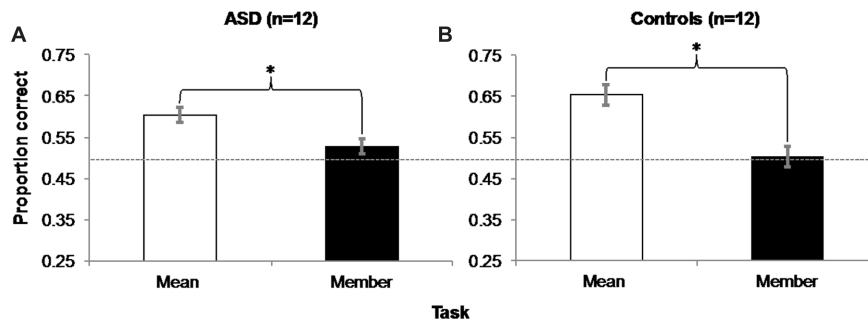 A
ASD (n=12)
B
Controls (n=12)
Proportion correct
0.75
0.65
0.55
0.45
0.35
0.25
*
Mean
Member
0.75
0.65
0.55
0.45
0.35
0.25
*
Mean
Member
Task